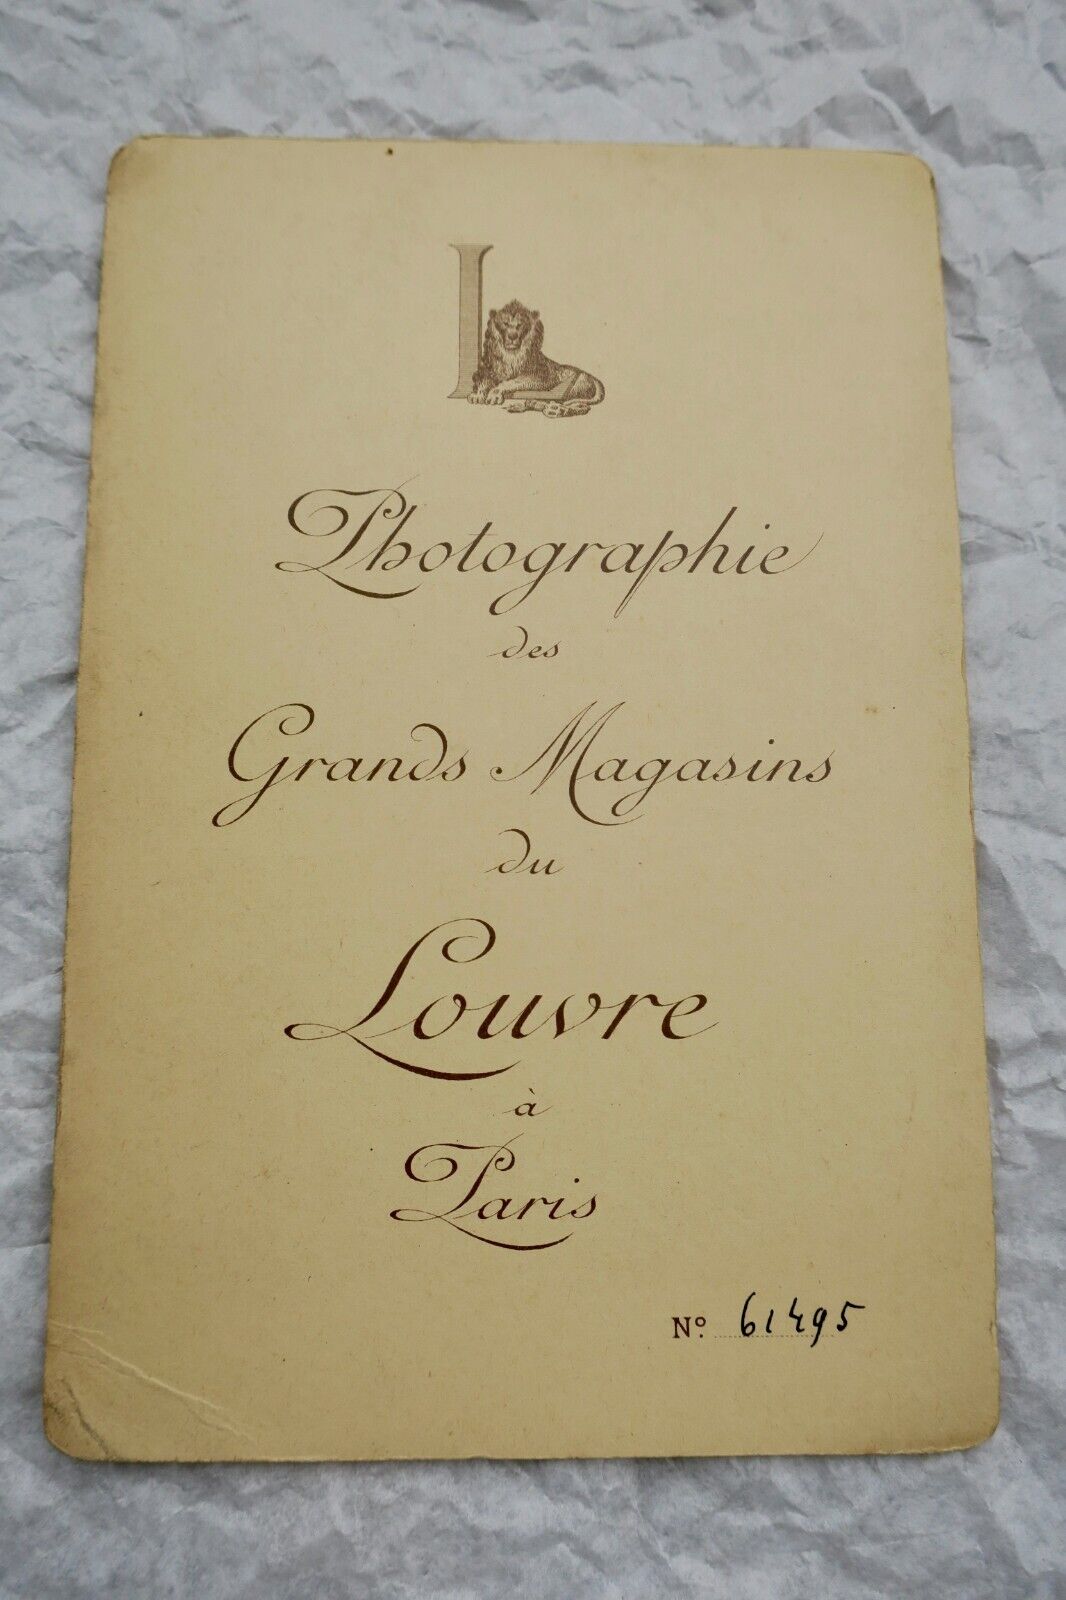 L
Photographie
des
Grands Magasins
du
Louvre
à
Paris
Nº. 61495